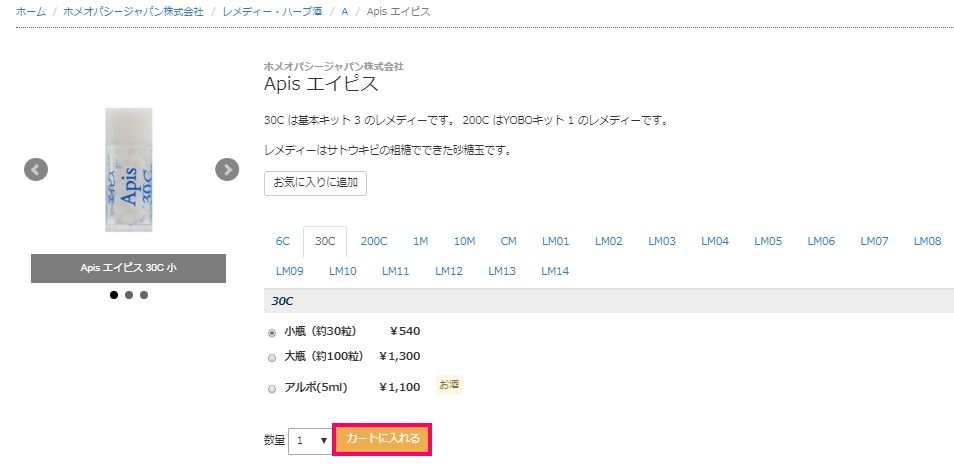 ホーム / ホメオパシージャパン株式会社 / レメディー・ハーブ酒 / A / Apis エイピス
ホメオパシージャパン株式会社
Apis エイピス
30C は基本キット 3 のレメディーです。 200C はYOBOキット 1 のレメディーです。
レメディーはサトウキビの粗糖でできた砂糖玉です。
お気に入りに追加
エイピス
Apis
30C
Apis エイピス 30C 小
6C 30C 200C 1M 10M CM LM01 LM02 LM03 LM04 LM05 LM06 LM07 LM08
LM09 LM10 LM11 LM12 LM13 LM14
30C
小瓶（約30粒） ￥540
大瓶（約100粒） ￥1,300
アルポ(5ml) ￥1,100 お酒
数量 1 カートに入れる